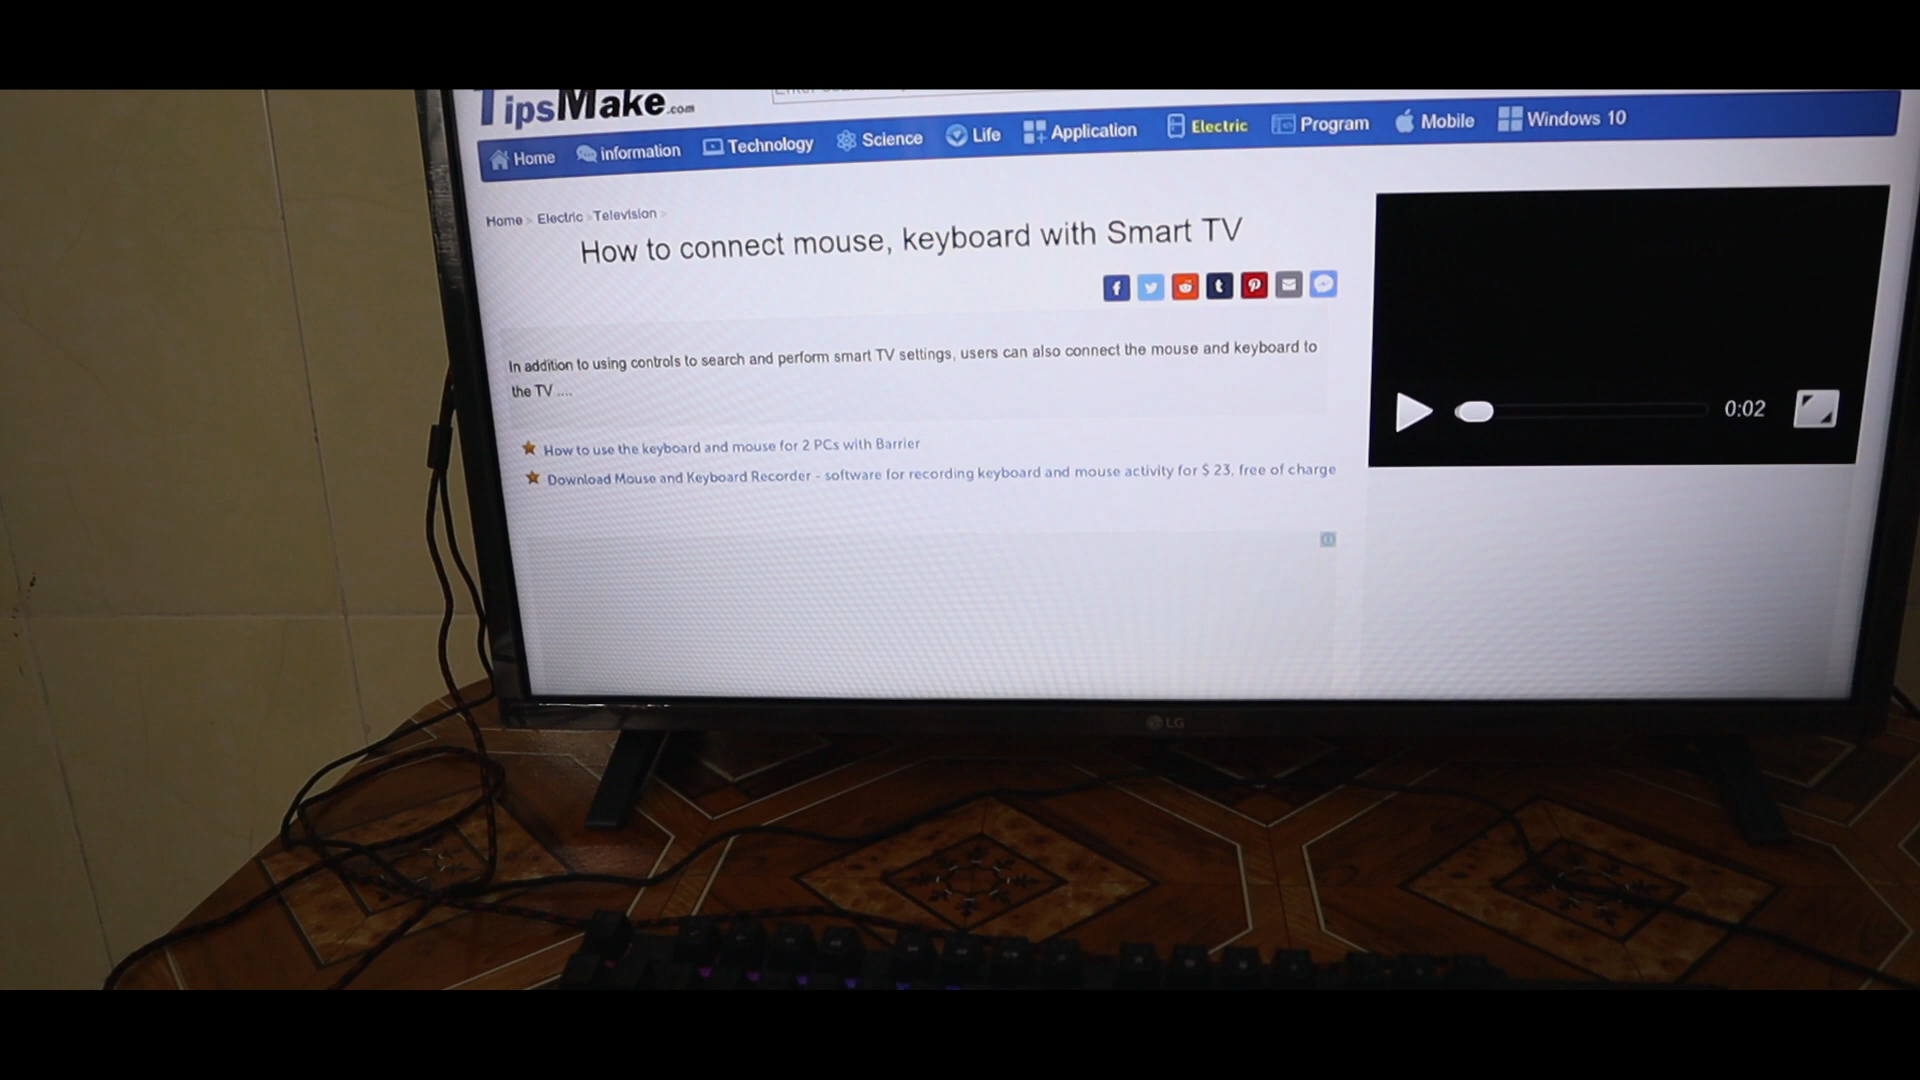 TipsMake.com
Home information Technology Science Life Application Electric Program Mobile Windows 10
Home > Electric > Television >
How to connect mouse, keyboard with Smart TV
In addition to using controls to search and perform smart TV settings, users can also connect the mouse and keyboard to
the TV ....
How to use the keyboard and mouse for 2 PCs with Barrier
Download Mouse and Keyboard Recorder - software for recording keyboard and mouse activity for $ 23, free of charge
0:02
LG